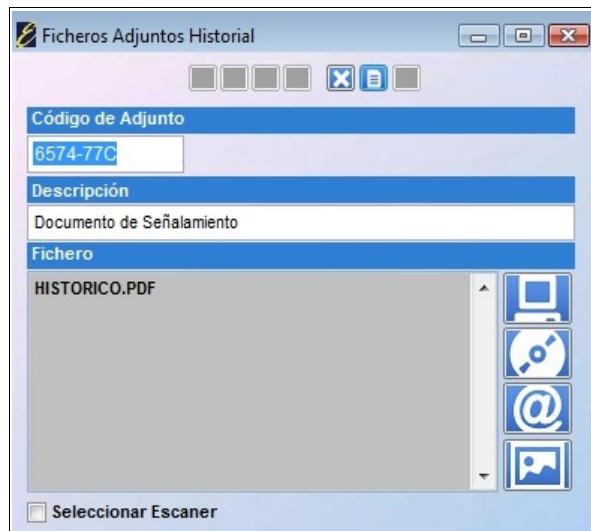 Ficheros Adjuntos Historial
Código de Adjunto
6574-77C
Descripción
Documento de Señalamiento
Fichero
HISTORICO.PDF
@
Seleccionar Escaner